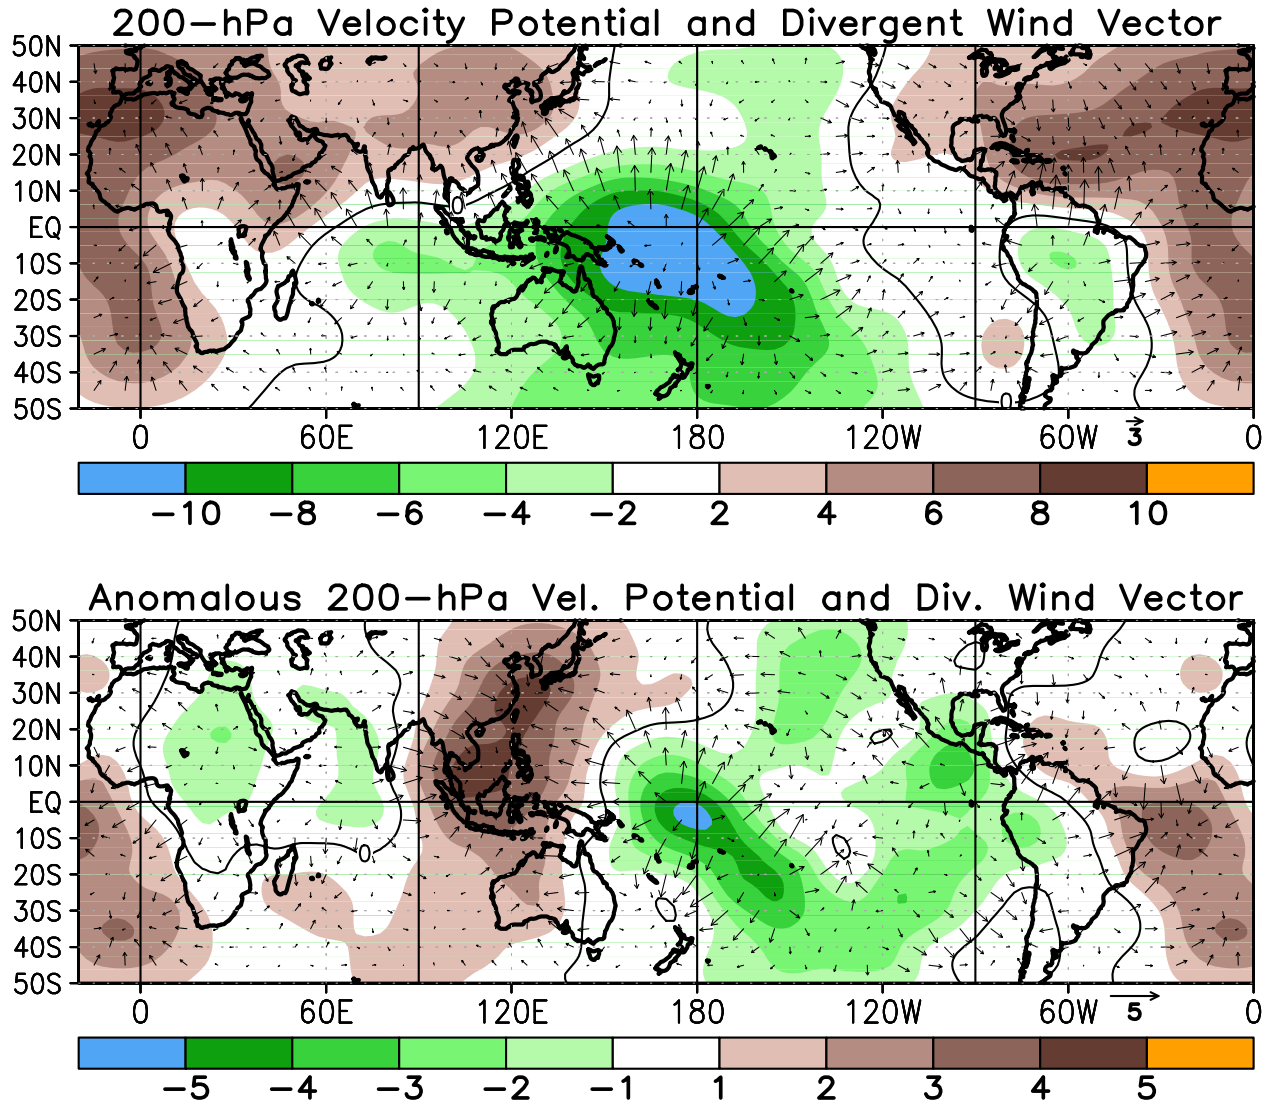 200-hPa Velocity Potential and Divergent Wind Vector
50N
40N
30N
20N
10N
EQ
10S
20S
30S
40S
50S
0
0
0 60E 120E 180 120W 60W 0
3
-10 -8 -6 -4 -2 2 4 6 8 10
Anomalous 200-hPa Vel. Potential and Div. Wind Vector
50N
40N
30N
20N
10N
EQ
10S
20S
30S
40S
50S
0
0 60E 120E 180 120W 60W 0
5
-5 -4 -3 -2 -1 1 2 3 4 5